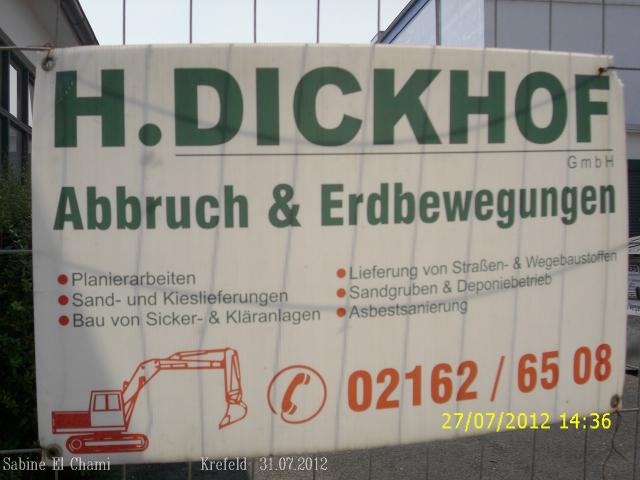 H.DICKHOF
GmbH
Abbruch & Erdbewegungen
• Planierarbeiten
• Sand- und Kieslieferungen
• Bau von Sicker- & Kläranlagen
• Lieferung von Straßen- & Wegebaustoffen
• Sandgruben & Deponiebetrieb
• Asbestsanierung
02162 / 65 08
27/07/2012 14:36
Sabine El Chami Krefeld 31.07.2012